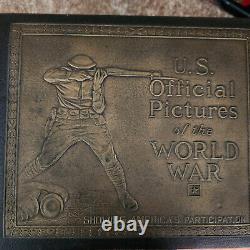 U.S.
Official
Pictures
of the
WORLD
WAR
SHOWING AMERICA'S PARTICIPATION